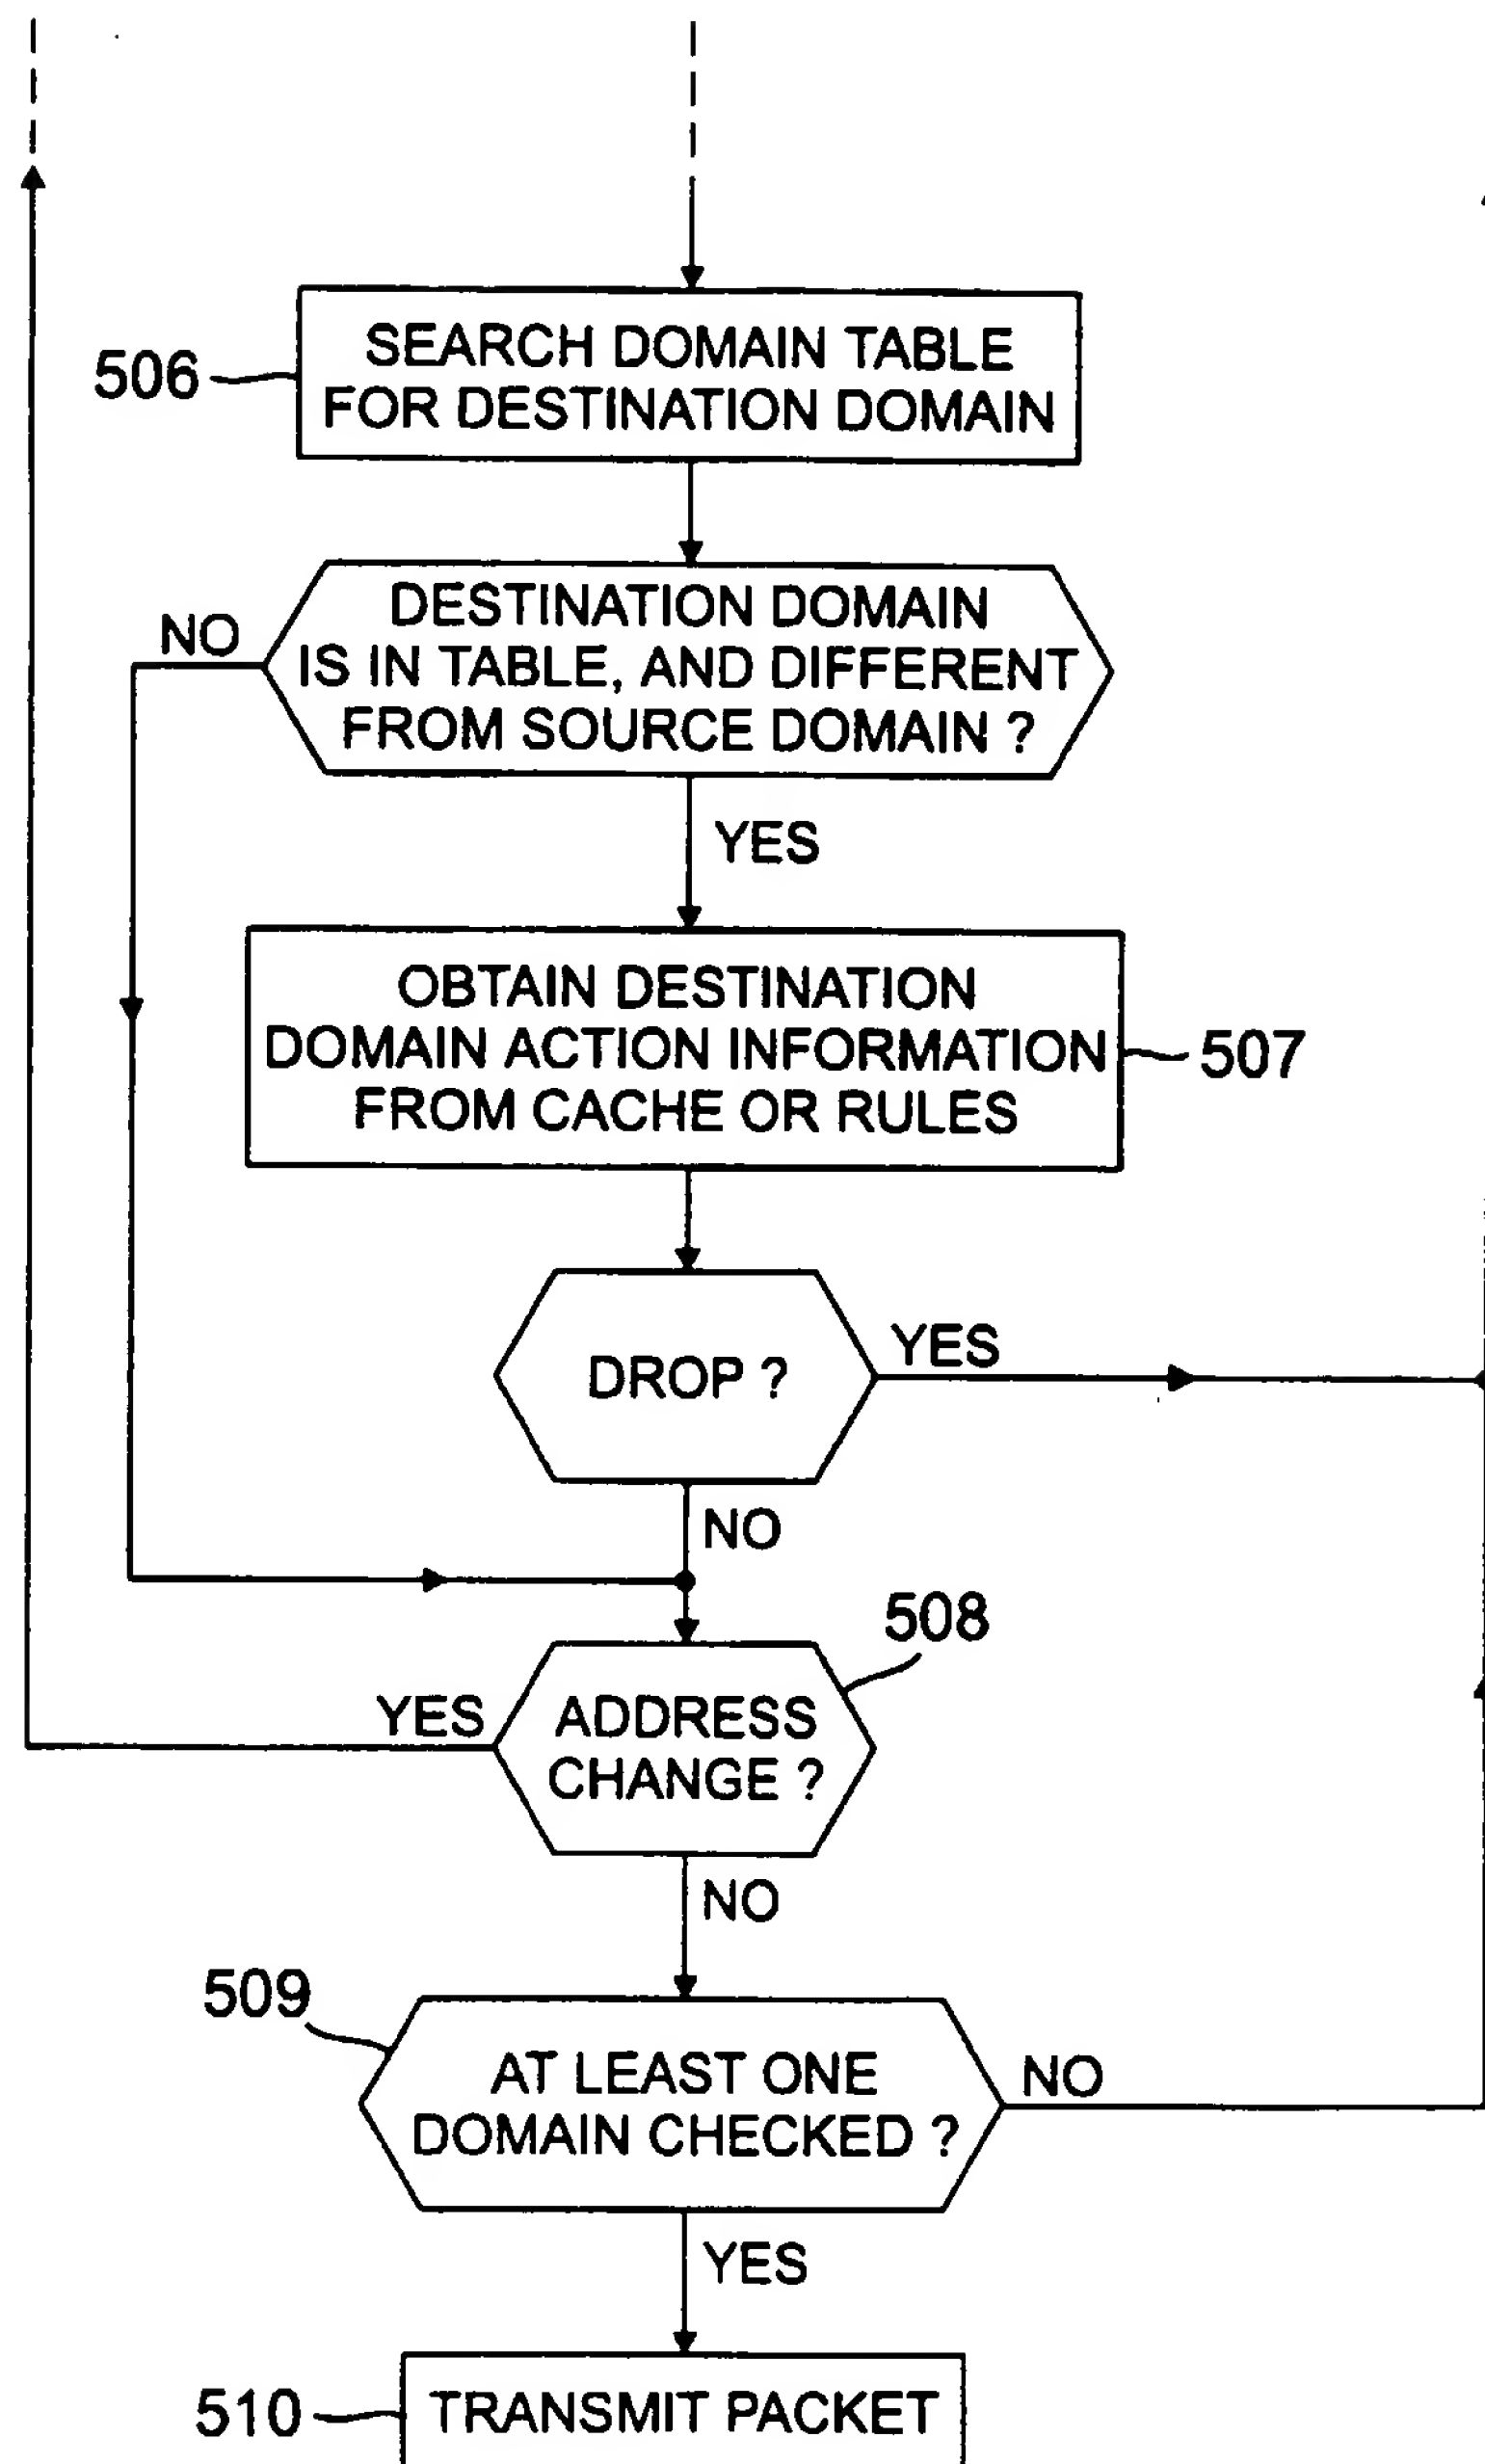 SEARCH DOMAIN TABLE
FOR DESTINATION DOMAIN
506
DESTINATION DOMAIN
IS IN TABLE, AND DIFFERENT
FROM SOURCE DOMAIN ?
NO
YES
OBTAIN DESTINATION
DOMAIN ACTION INFORMATION
FROM CACHE OR RULES
507
DROP ?
YES
NO
508
ADDRESS
CHANGE ?
YES
NO
509
AT LEAST ONE
DOMAIN CHECKED ?
NO
YES
510
TRANSMIT PACKET